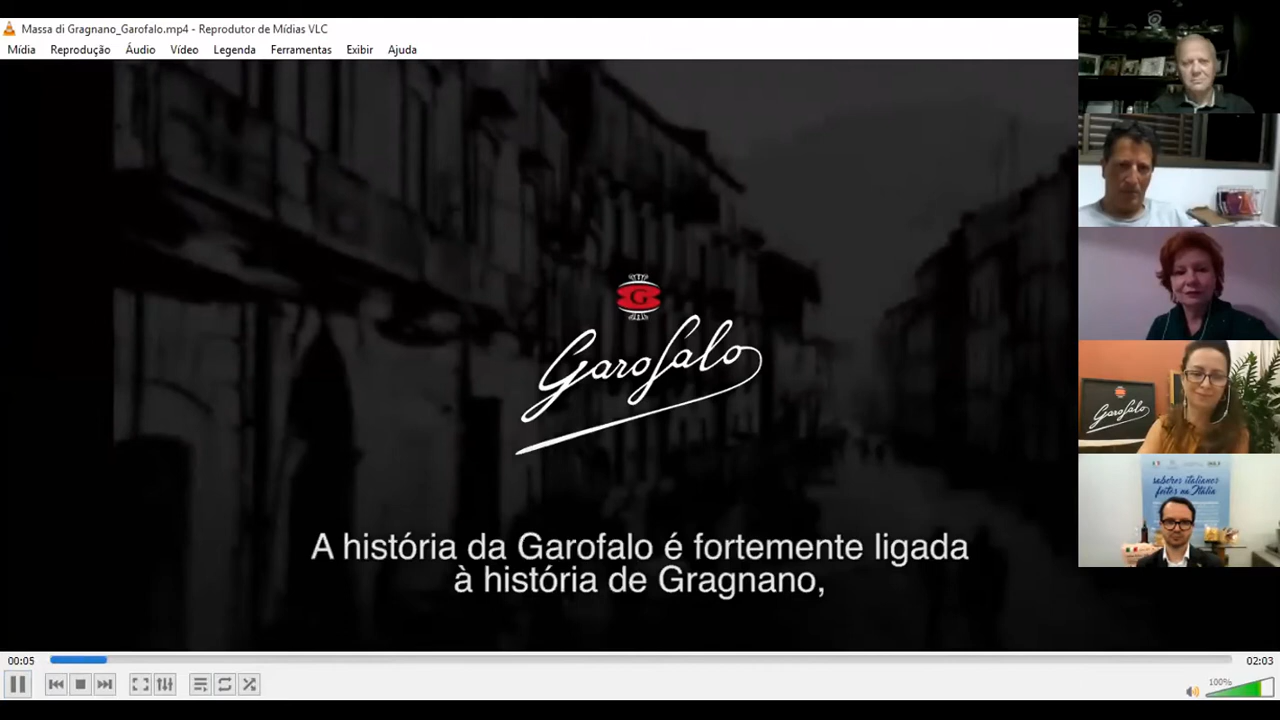 Massa di Gragnano_Garofalo.mp4 - Reprodutor de Mídias VLC
Mídia Reprodução Áudio Vídeo Legenda Ferramentas Exibir Ajuda
G
Garofalo
A história da Garofalo é fortemente ligada
à história de Gragnano,
Garofalo
saberes italianos
feitos na Itália
00:05
02:03
100%